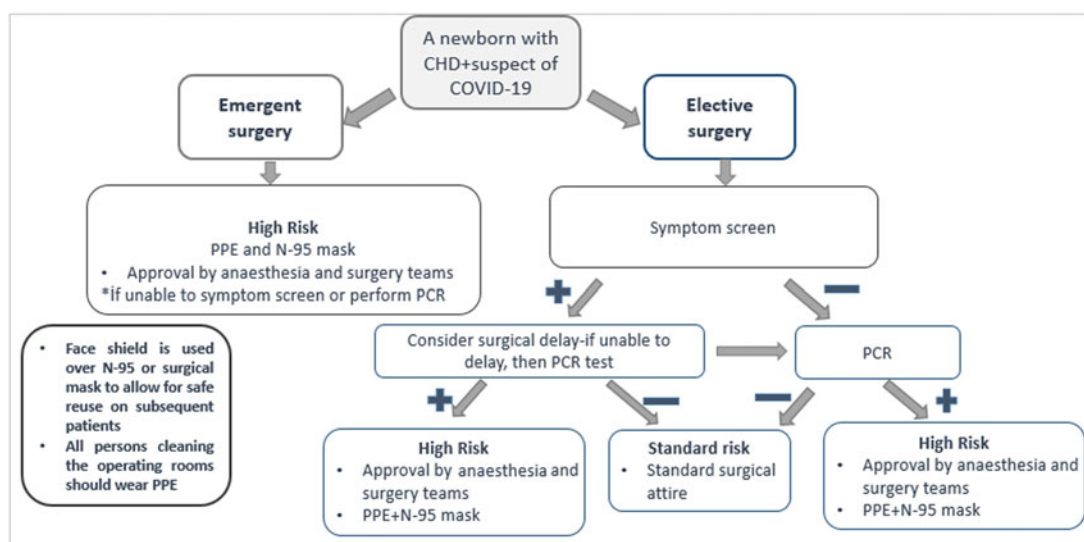 A newborn with
CHD+suspect of
COVID-19
Emergent
surgery
Elective
surgery
High Risk
PPE and N-95 mask
• Approval by anaesthesia and surgery teams
*İf unable to symptom screen or perform PCR
Symptom screen
+
−
• Face shield is used
over N-95 or surgical
mask to allow for safe
reuse on subsequent
patients
• All persons cleaning
the operating rooms
should wear PPE
Consider surgical delay-if unable to
delay, then PCR test
PCR
+
−
−
+
High Risk
• Approval by anaesthesia and
surgery teams
• PPE+N-95 mask
Standard risk
• Standard surgical
attire
High Risk
• Approval by anaesthesia and
surgery teams
• PPE+N-95 mask